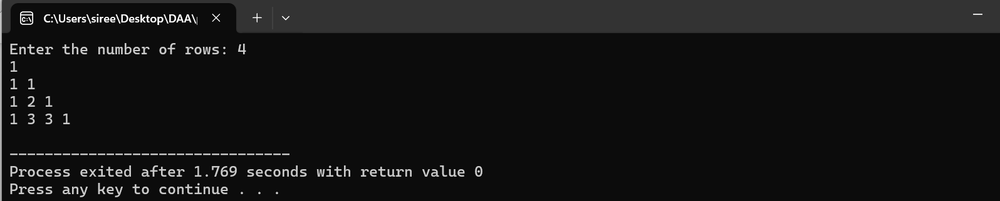 C:\Users\siree\Desktop\DAA\
Enter the number of rows: 4
1
1 1
1 2 1
1 3 3 1
--------------------------------
Process exited after 1.769 seconds with return value 0
Press any key to continue . . .